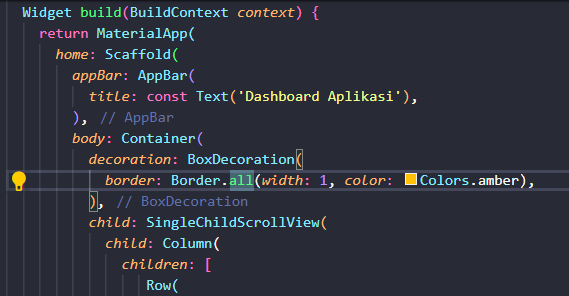 Widget build(BuildContext context) {
return MaterialApp(
home: Scaffold(
appBar: AppBar(
title: const Text('Dashboard Aplikasi'),
), // AppBar
body: Container(
decoration: BoxDecoration(
border: Border.all(width: 1, color: Colors.amber),
), // BoxDecoration
child: SingleChildScrollView(
child: Column(
children: [
Row(